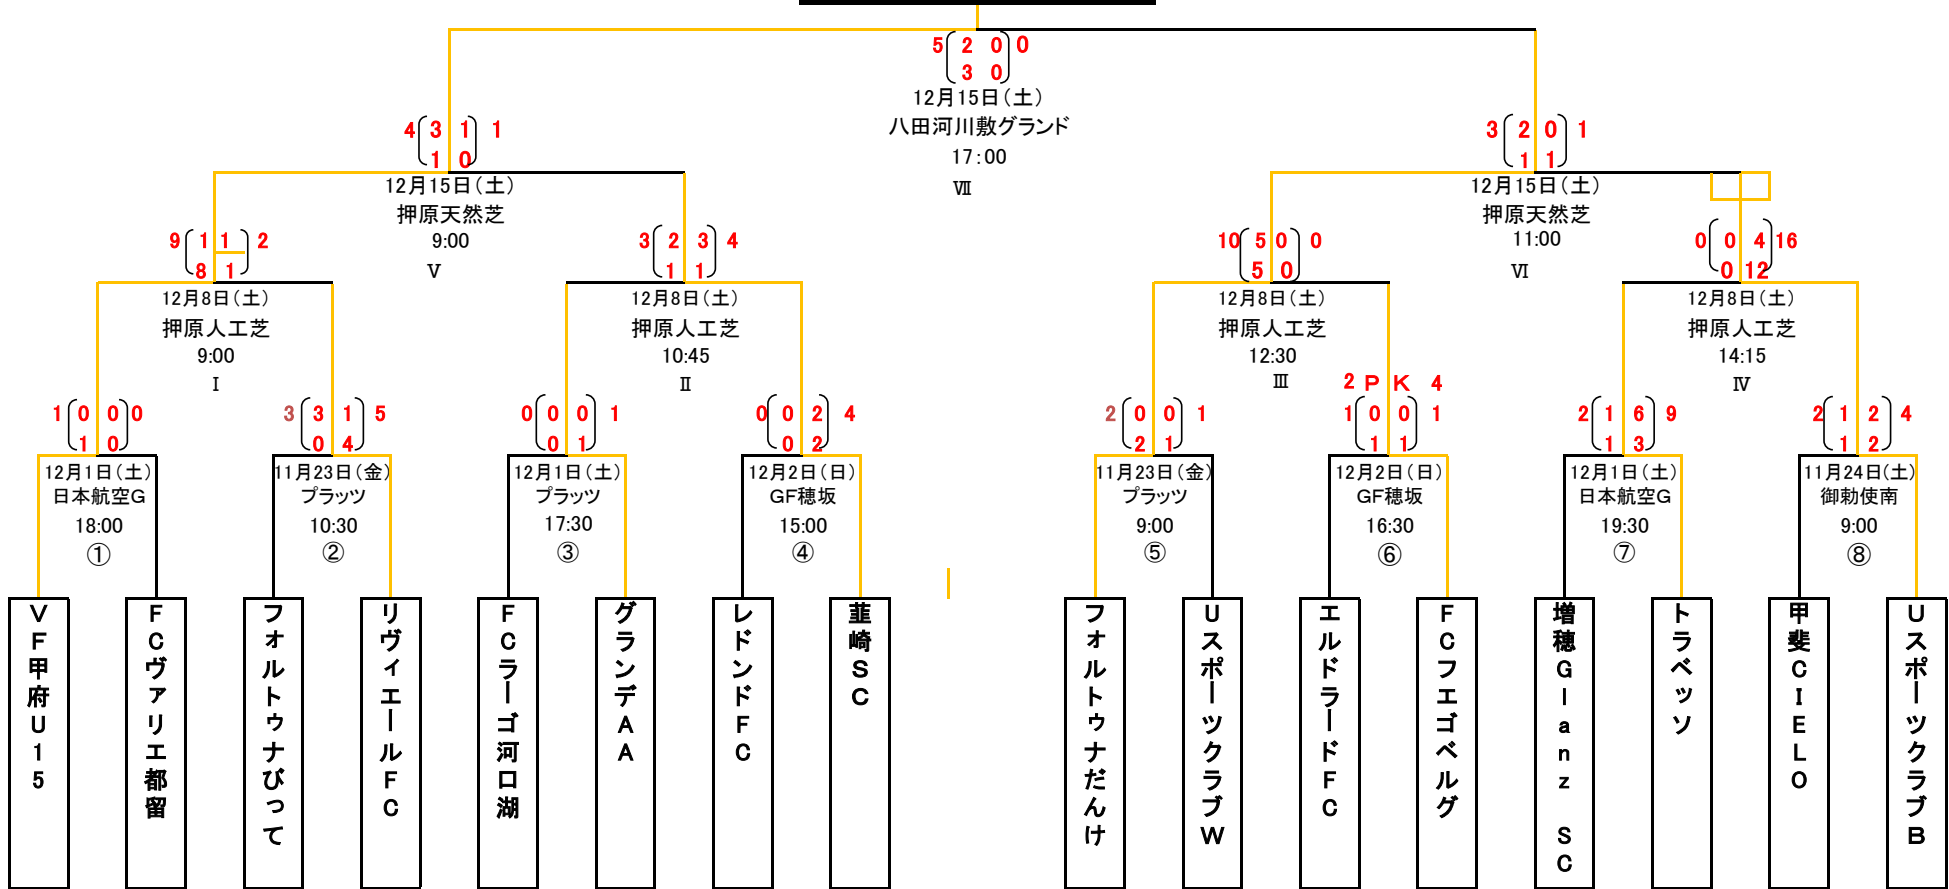 5 2 0 0
3 0
12月15日(土)
八田河川敷グランド
17:00
Ⅶ
4 3 1 1
1 0
12月15日(土)
押原天然芝
9:00
Ⅴ
3 2 0 1
1 1
12月15日(土)
押原天然芝
11:00
Ⅵ
9 1 1 2
8 1
12月8日(土)
押原人工芝
9:00
Ⅰ
3 2 3 4
1 1
12月8日(土)
押原人工芝
10:45
Ⅱ
10 5 0 0
5 0
12月8日(土)
押原人工芝
12:30
Ⅲ
0 0 4 16
0 12
12月8日(土)
押原人工芝
14:15
Ⅳ
1 0 0 0
1 0
12月1日(土)
日本航空G
18:00
①
3 3 1 5
0 4
11月23日(金)
プラッツ
10:30
②
0 0 0 1
0 1
12月1日(土)
プラッツ
17:30
③
0 0 2 4
0 2
12月2日(日)
GF穂坂
15:00
④
2 0 0 1
2 1
11月23日(金)
プラッツ
9:00
⑤
2 P K 4
1 0 0 1
1 1
12月2日(日)
GF穂坂
16:30
⑥
2 1 6 9
1 3
12月1日(土)
日本航空G
19:30
⑦
2 1 2 4
1 2
11月24日(土)
御勅使南
9:00
⑧
VF甲府U15
FCヴァリエ都留
フォルトゥナびって
リヴィエールFC
FCラーゴ河口湖
グランデAA
レドンドFC
韮崎SC
フォルトゥナだんけ
UスポーツクラブW
エルドラードFC
FCフエゴベルグ
増穂Glanz SC
トラベッソ
甲斐CIELO
UスポーツクラブB